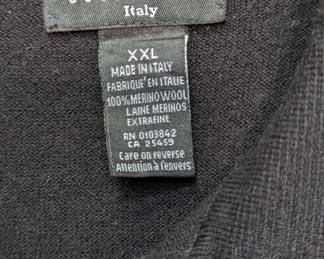 Italy
XXL
MADE IN ITALY
FABRIQUE' EN ITALIE
100% MERINO WOOL
LAINE MERINOS
EXTRAFINE
RN 0103842
CA 25459
Care on reverse
Attention à l'envers